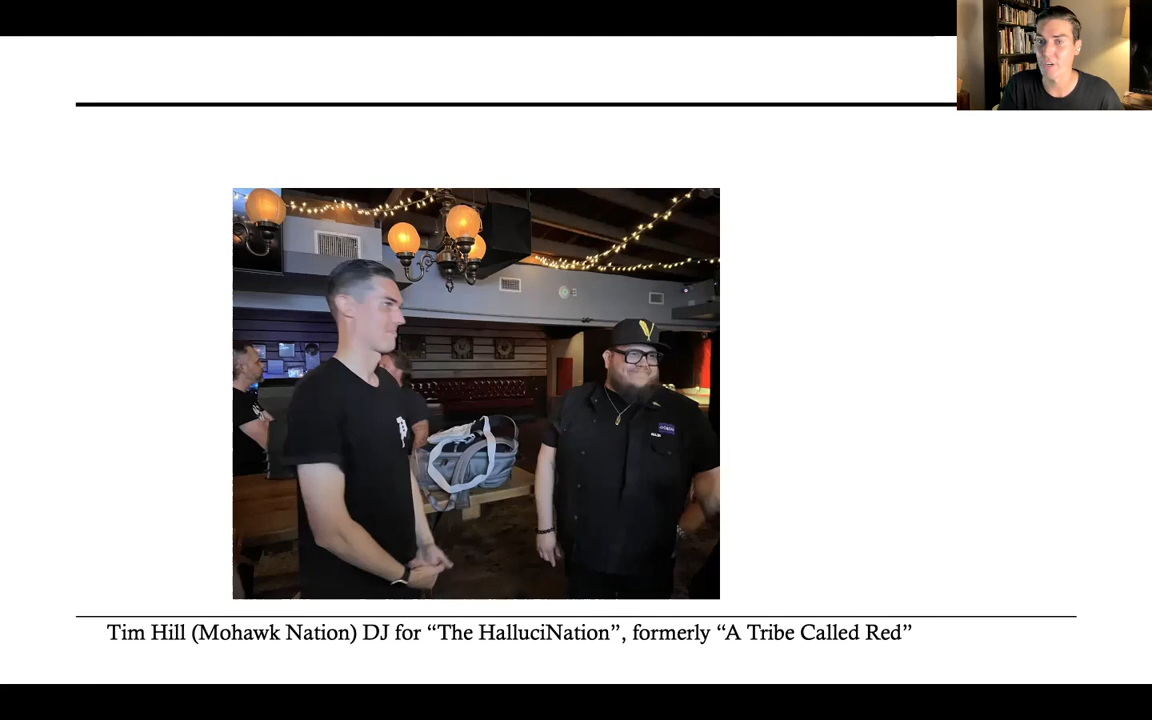 Tim Hill (Mohawk Nation) DJ for “The HalluciNation”, formerly “A Tribe Called Red”